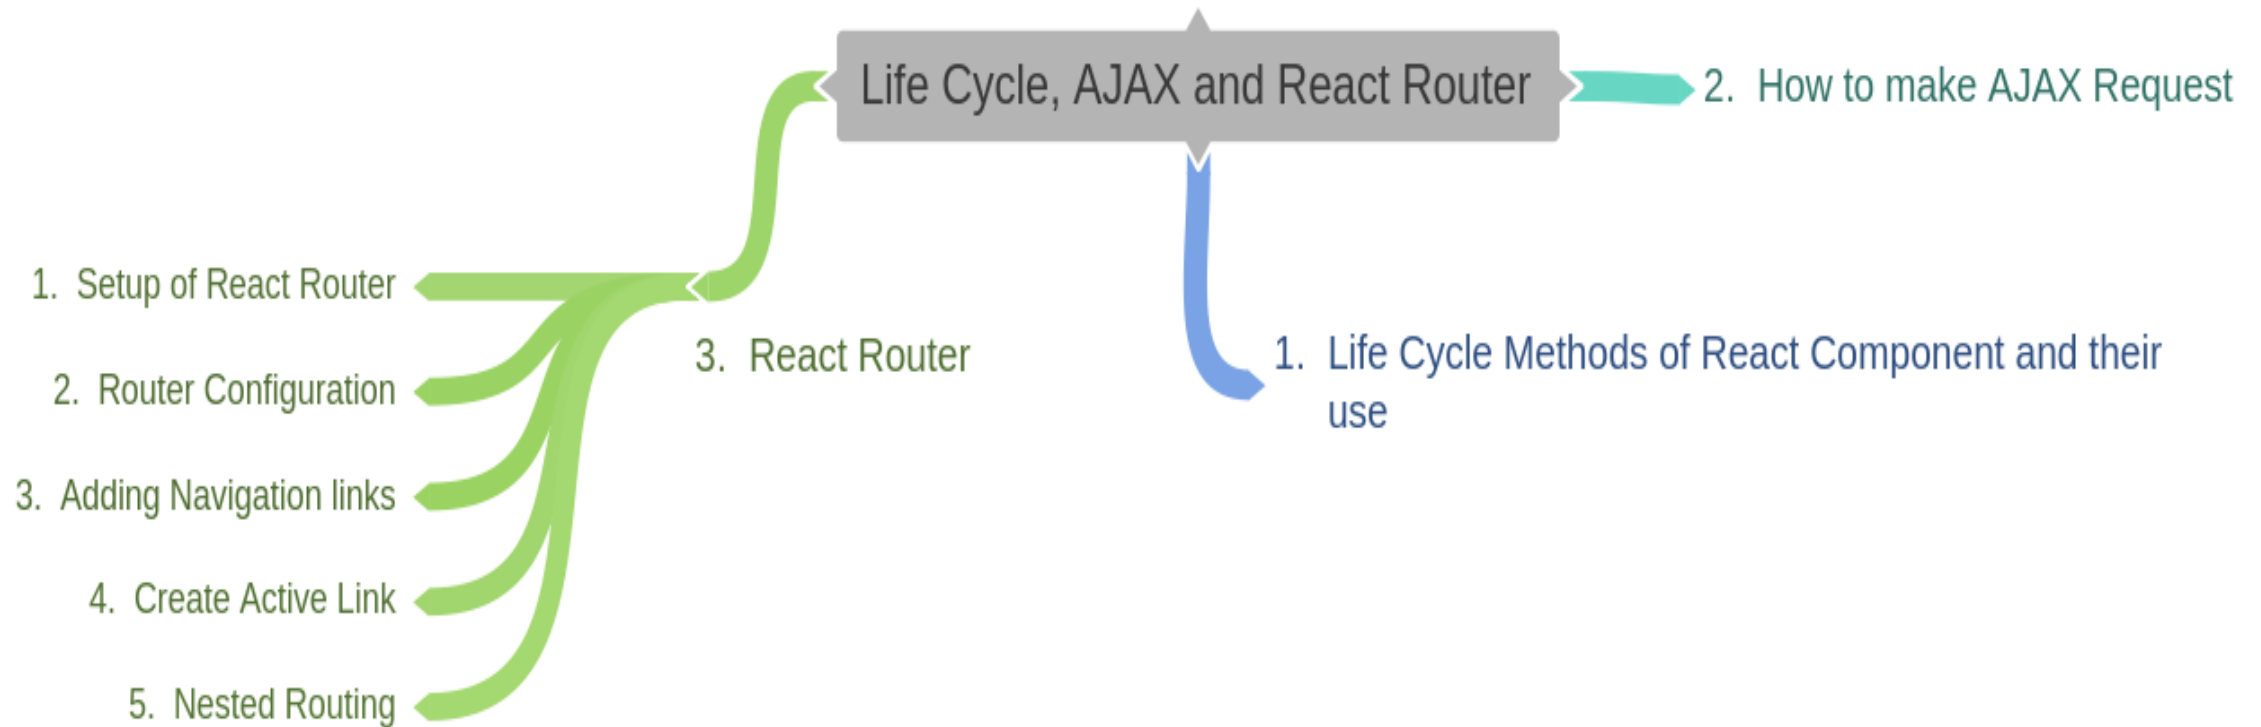 Life Cycle, AJAX and React Router
2. How to make AJAX Request
1. Life Cycle Methods of React Component and their
use
3. React Router
1. Setup of React Router
2. Router Configuration
3. Adding Navigation links
4. Create Active Link
5. Nested Routing